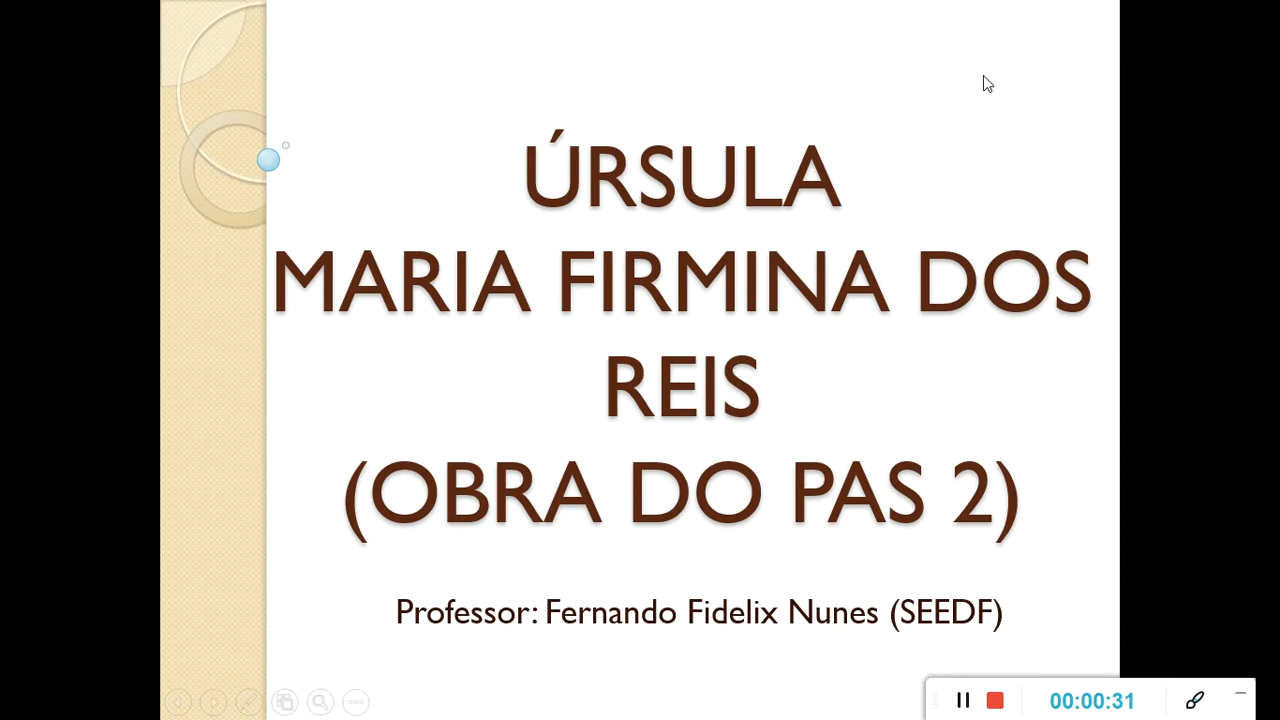 ÚRSULA
MARIA FIRMINA DOS
REIS
(OBRA DO PAS 2)
Professor: Fernando Fidelix Nunes (SEEDF)
00:00:31